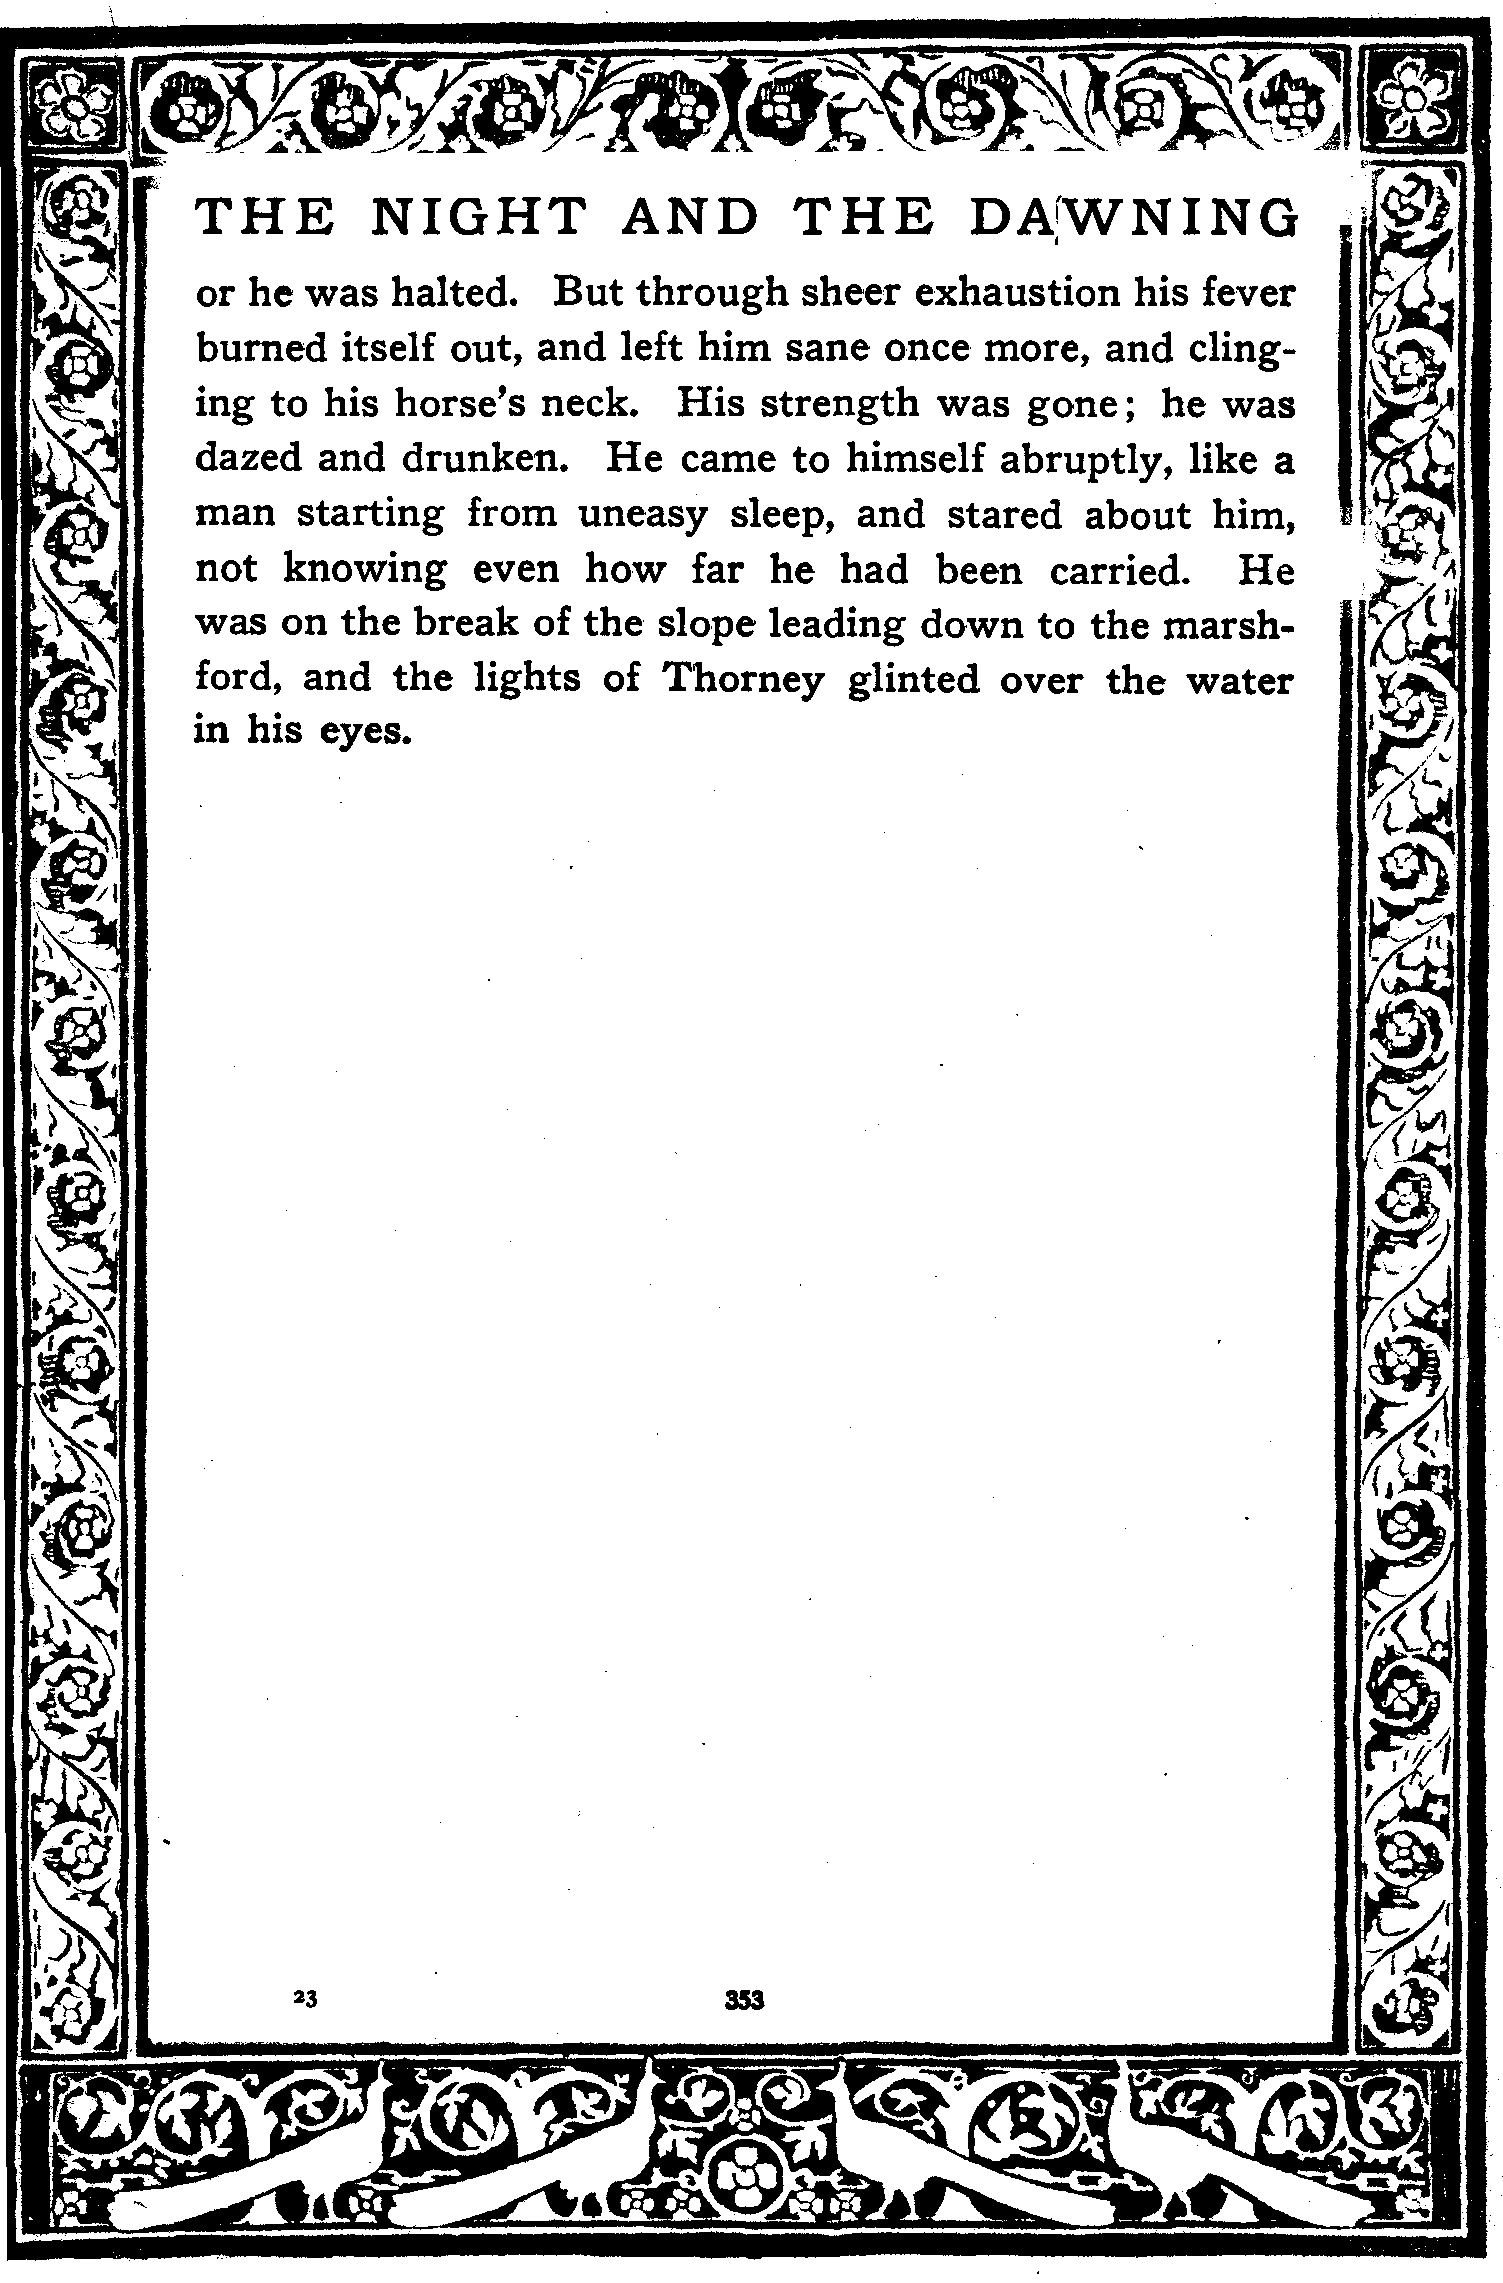 THE NIGHT AND THE DAWNING
or he was halted. But through sheer exhaustion his fever
burned itself out, and left him sane once more, and cling-
ing to his horse's neck. His strength was gone; he was
dazed and drunken. He came to himself abruptly, like a
man starting from uneasy sleep, and stared about him,
not knowing even how far he had been carried. He
was on the break of the slope leading down to the marsh-
ford, and the lights of Thorney glinted over the water
in his eyes.
23 353